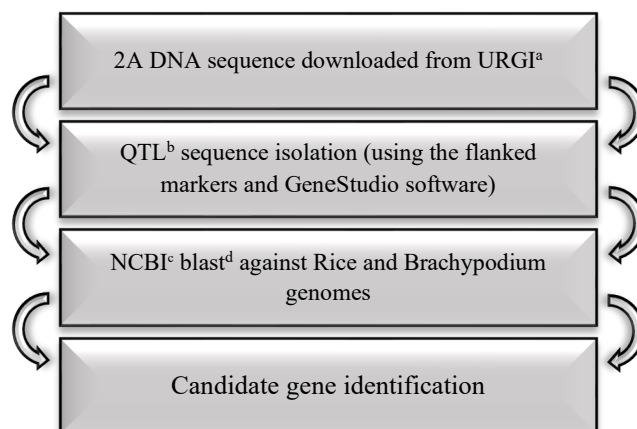 2A DNA sequence downloaded from URGIᵃ
QTLᵇ sequence isolation (using the flanked
markers and GeneStudio software)
NCBIᶜ blastᵈ against Rice and Brachypodium
genomes
Candidate gene identification